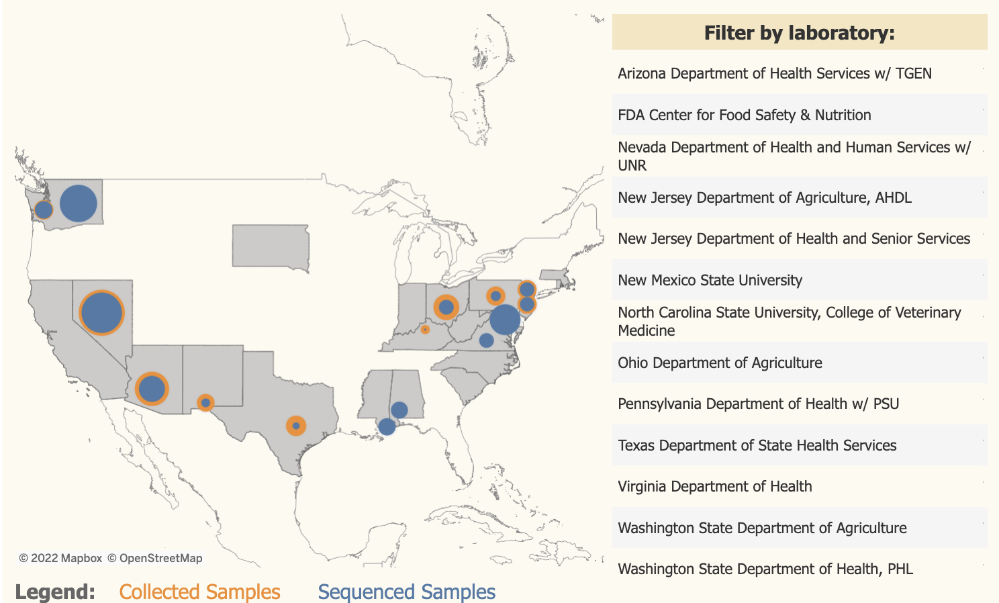 Filter by laboratory:
Arizona Department of Health Services w/ TGEN
FDA Center for Food Safety & Nutrition
Nevada Department of Health and Human Services w/
UNR
New Jersey Department of Agriculture, AHDL
New Jersey Department of Health and Senior Services
New Mexico State University
North Carolina State University, College of Veterinary
Medicine
Ohio Department of Agriculture
Pennsylvania Department of Health w/ PSU
Texas Department of State Health Services
Virginia Department of Health
Washington State Department of Agriculture
Washington State Department of Health, PHL
© 2022 Mapbox © OpenStreetMap
Legend: Collected Samples Sequenced Samples